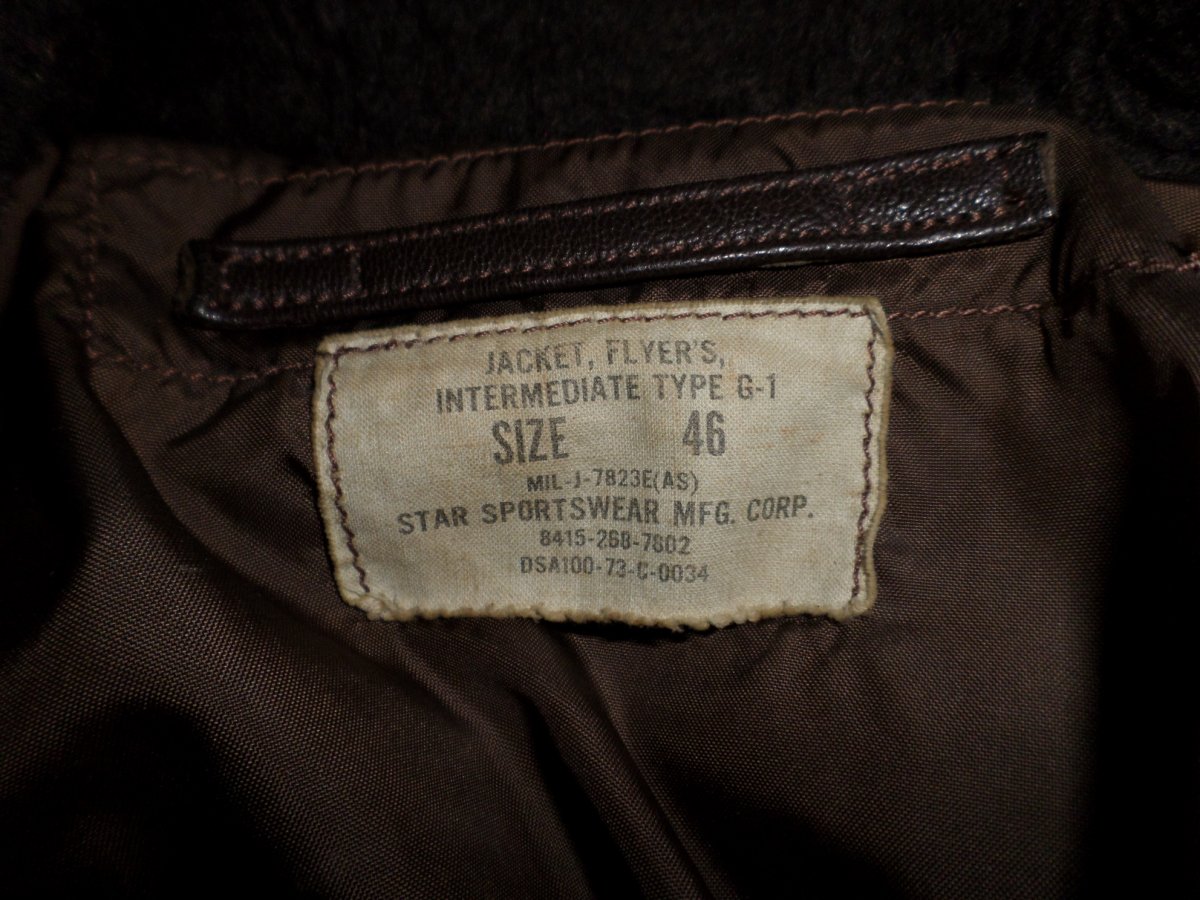 JACKET, FLYER'S,
INTERMEDIATE TYPE G-1
SIZE 46
MIL-J-7823E(AS)
STAR SPORTSWEAR MFG. CORP.
8415-268-7802
DSA100-73-C-0034